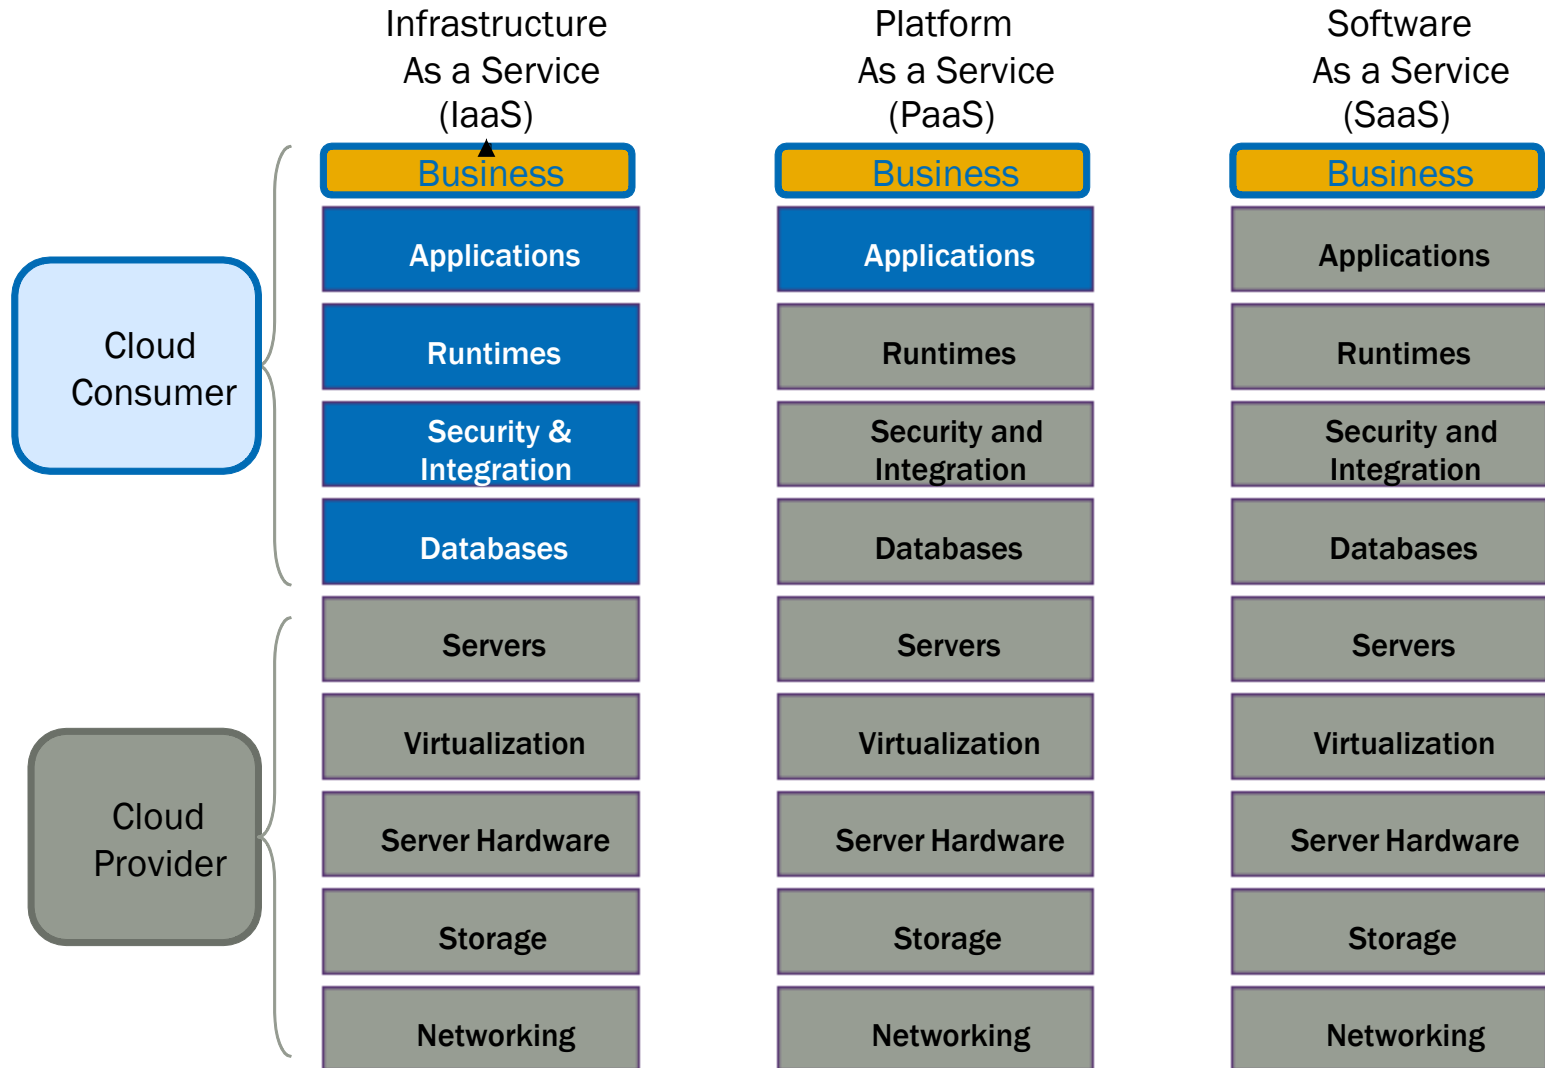 Infrastructure
As a Service
(IaaS)
Platform
As a Service
(PaaS)
Software
As a Service
(SaaS)
Cloud
Consumer
Cloud
Provider
Business
Applications
Runtimes
Security &
Integration
Databases
Servers
Virtualization
Server Hardware
Storage
Networking
Business
Applications
Runtimes
Security and
Integration
Databases
Servers
Virtualization
Server Hardware
Storage
Networking
Business
Applications
Runtimes
Security and
Integration
Databases
Servers
Virtualization
Server Hardware
Storage
Networking